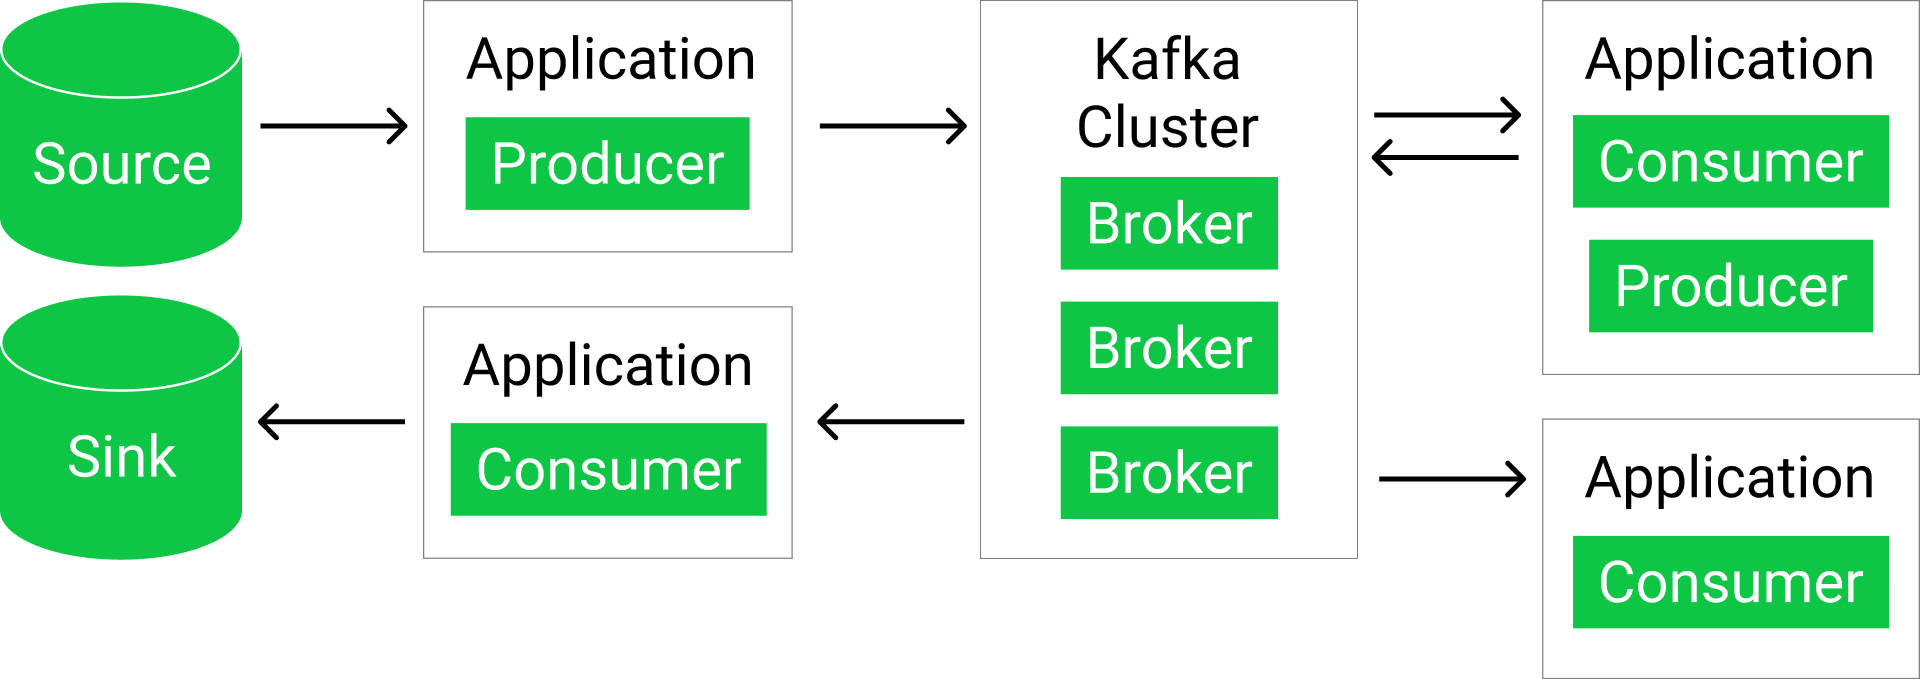 Source
Application
Producer
Kafka
Cluster
Broker
Broker
Broker
Application
Consumer
Producer
Sink
Application
Consumer
Application
Consumer